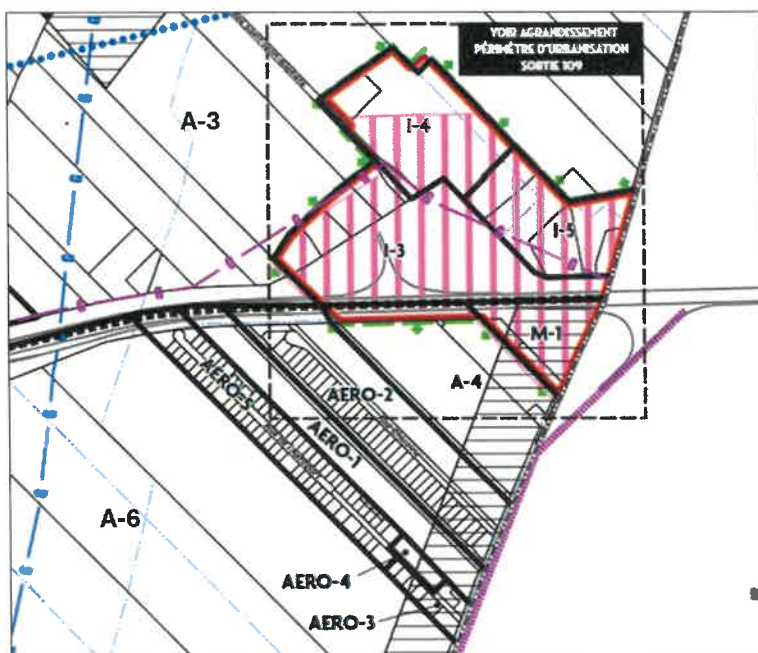 VOIR AGRANDISSEMENT
PÉRIMÈTRE D'URBANISATION
SORTIE 109
A-3
I-4
I-5
I-3
M-1
A-4
AERO-2
AERO-5
AERO-1
A-6
AERO-4
AERO-3